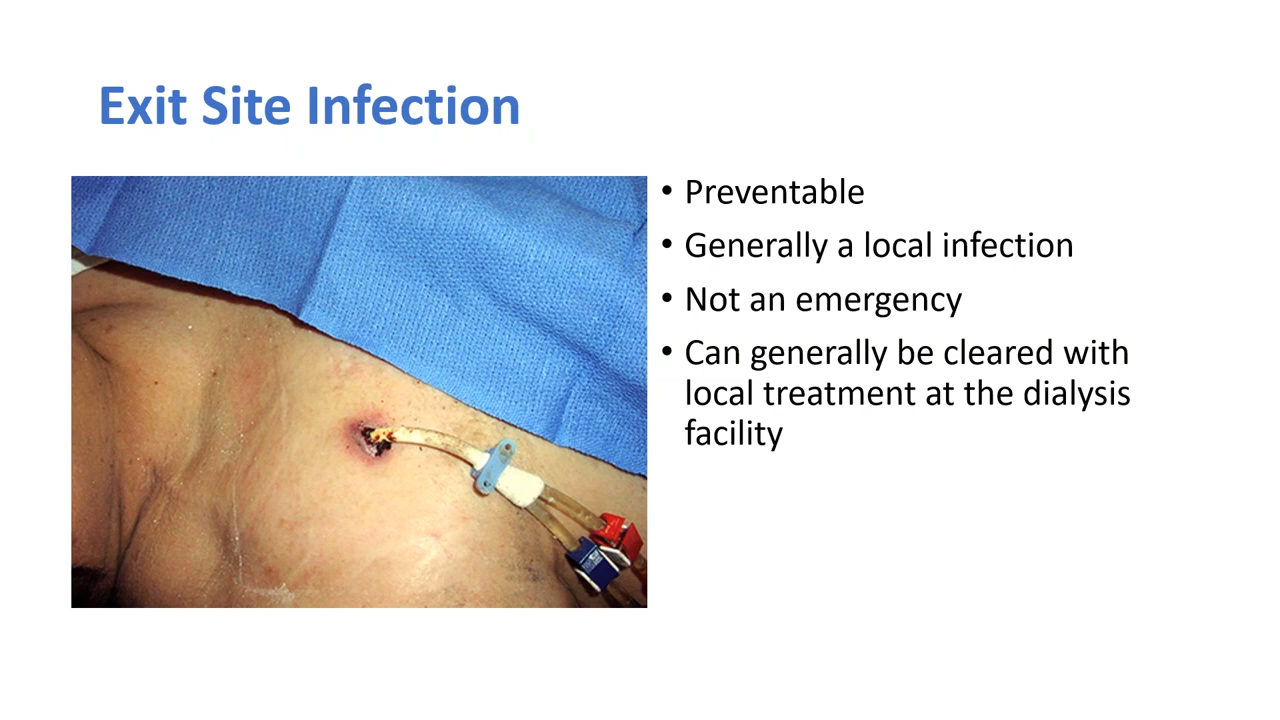 Exit Site Infection
• Preventable
• Generally a local infection
• Not an emergency
• Can generally be cleared with
local treatment at the dialysis
facility